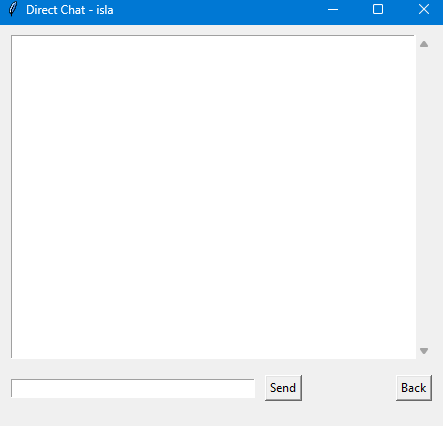 Direct Chat - isla
Send
Back